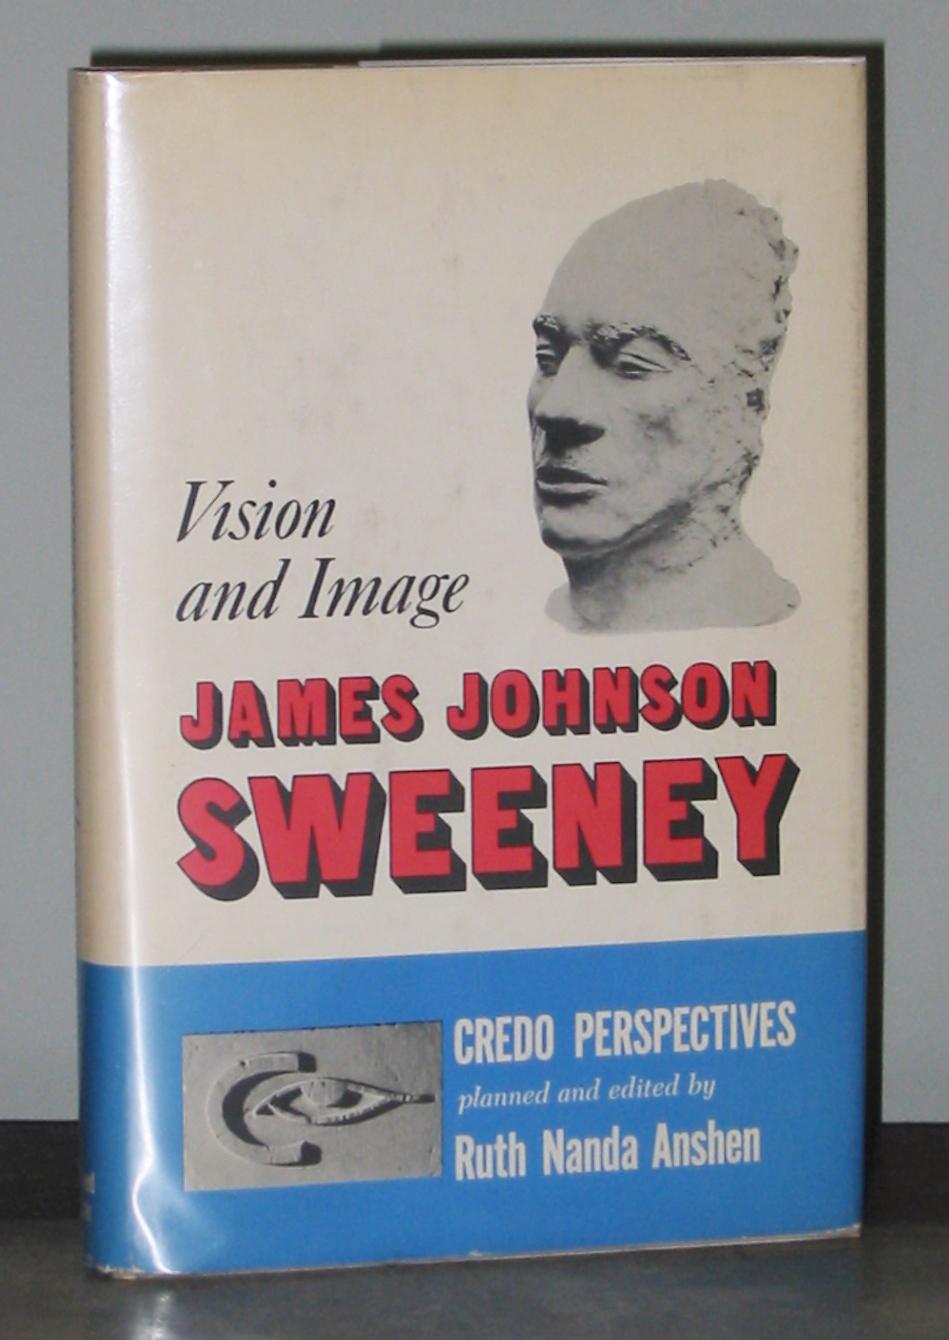 Vision
and Image
JAMES JOHNSON
SWEENEY
CREDO PERSPECTIVES
planned and edited by
Ruth Nanda Anshen